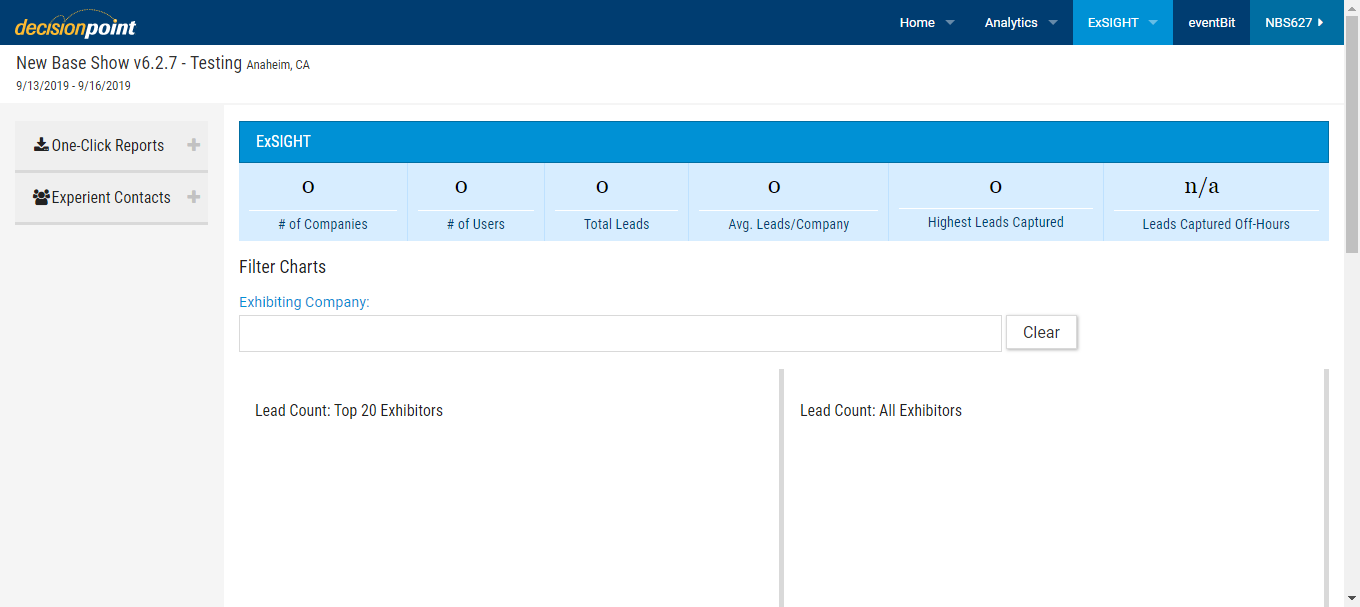 decisionpoint
Home
Analytics
ExSIGHT
eventBit
NBS627
New Base Show v6.2.7 - Testing Anaheim, CA
9/13/2019 - 9/16/2019
One-Click Reports
Experient Contacts
ExSIGHT
0
# of Companies
0
# of Users
0
Total Leads
0
Avg. Leads/Company
0
Highest Leads Captured
n/a
Leads Captured Off-Hours
Filter Charts
Exhibiting Company:
Clear
Lead Count: Top 20 Exhibitors
Lead Count: All Exhibitors